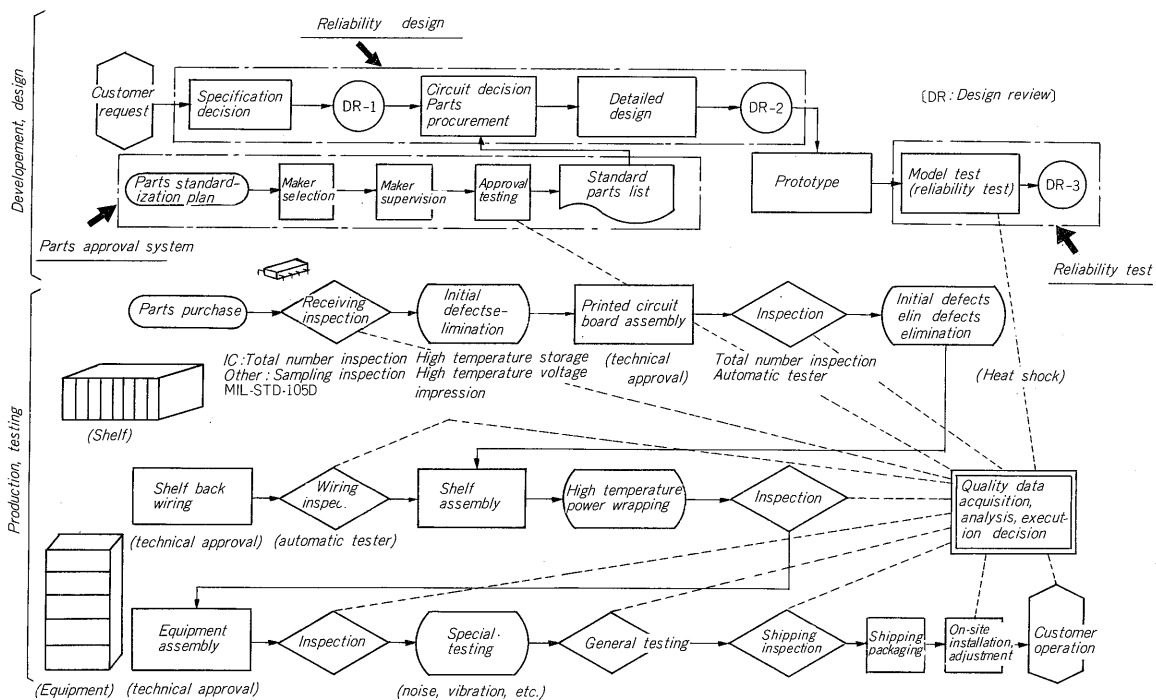 Reliability design
Developement, design
Customer
request
Specification
decision
DR-1
Circuit decision
Parts
procurement
Detailed
design
DR-2
[DR : Design review]
Parts standard-
ization plan
Maker
selection
Maker
supervision
Approval
testing
Standard
parts list
Prototype
Model test
(reliability test)
DR-3
Parts approval system
Reliability test
Production, testing
Parts purchase
Receiving
inspection
Initial
defectse-
limination
Printed circuit
board assembly
Inspection
Initial defects
elin defects
elimination
IC : Total number inspection
Other : Sampling inspection
MIL-STD-105D
High temperature storage
High temperature voltage
impression
(technical
approval)
Total number inspection
Automatic tester
(Heat shock)
(Shelf)
Shelf back
wiring
Wiring
inspec.
Shelf
assembly
High temperature
power wrapping
Inspection
Quality data
acquisition,
analysis, execut-
ion decision
(technical approval)
(automatic tester)
Equipment
assembly
Inspection
Special
testing
General testing
Shipping
inspection
Shipping
packaging
On-site
installation,
adjustment
Customer
operation
(Equipment)
(technical approval)
(noise, vibration, etc.)